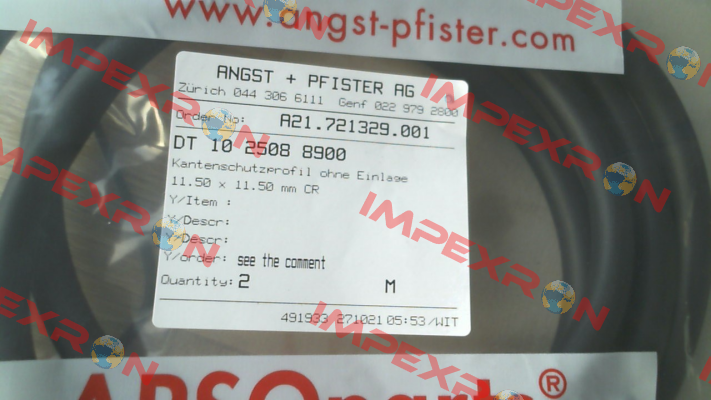 www.angst-pfister.com
ANGST + PFISTER AG
Zürich 044 306 6111 Genf 022 979 2800
Order No: A21.721329.001
DT 10 2508 8900
Kantenschutzprofil ohne Einlage
11.50 x 11.50 mm CR
Y/Item :
Y/Descr:
Y/Descr:
Y/order: see the comment
Quantity: 2 M
491933 271021 05:53 /WIT
APSOparts®
IMPEXRON
IMPEXRON
IMPEXRON
IMPEXRON
IMPEXRON
IMPEXRON